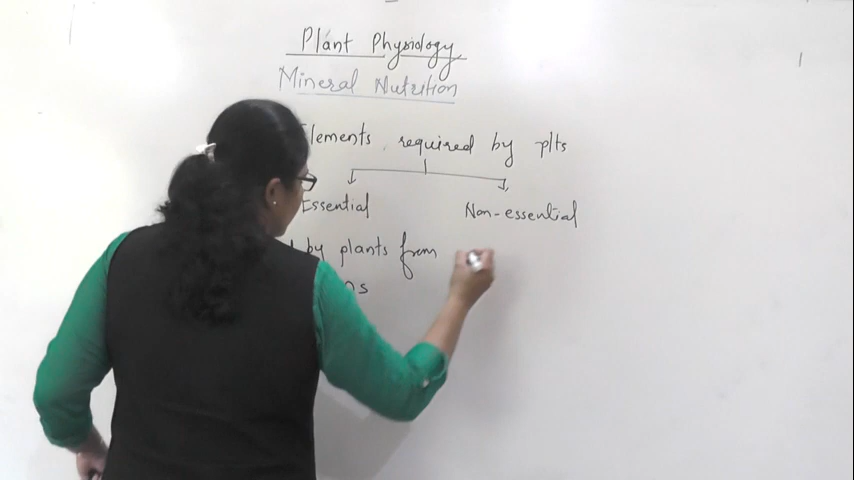 Plant Physiology
Mineral Nutrition
Elements required by plts
Essential Non-essential
by plants from